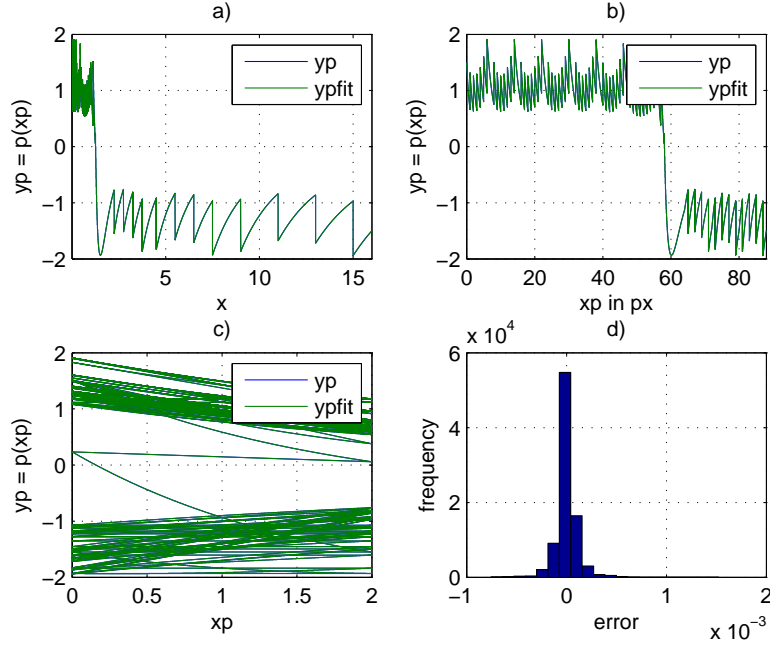 a)
2
1
0
−1
−2
yp = p(xp)
yp
ypfit
5
10
15
x
b)
2
1
0
−1
−2
yp = p(xp)
yp
ypfit
0
20
40
60
80
xp in px
c)
2
1
0
−1
−2
yp = p(xp)
yp
ypfit
0
0.5
1
1.5
2
xp
d)
x 10^4
6
4
2
0
frequency
−1
0
1
2
error
x 10^−3